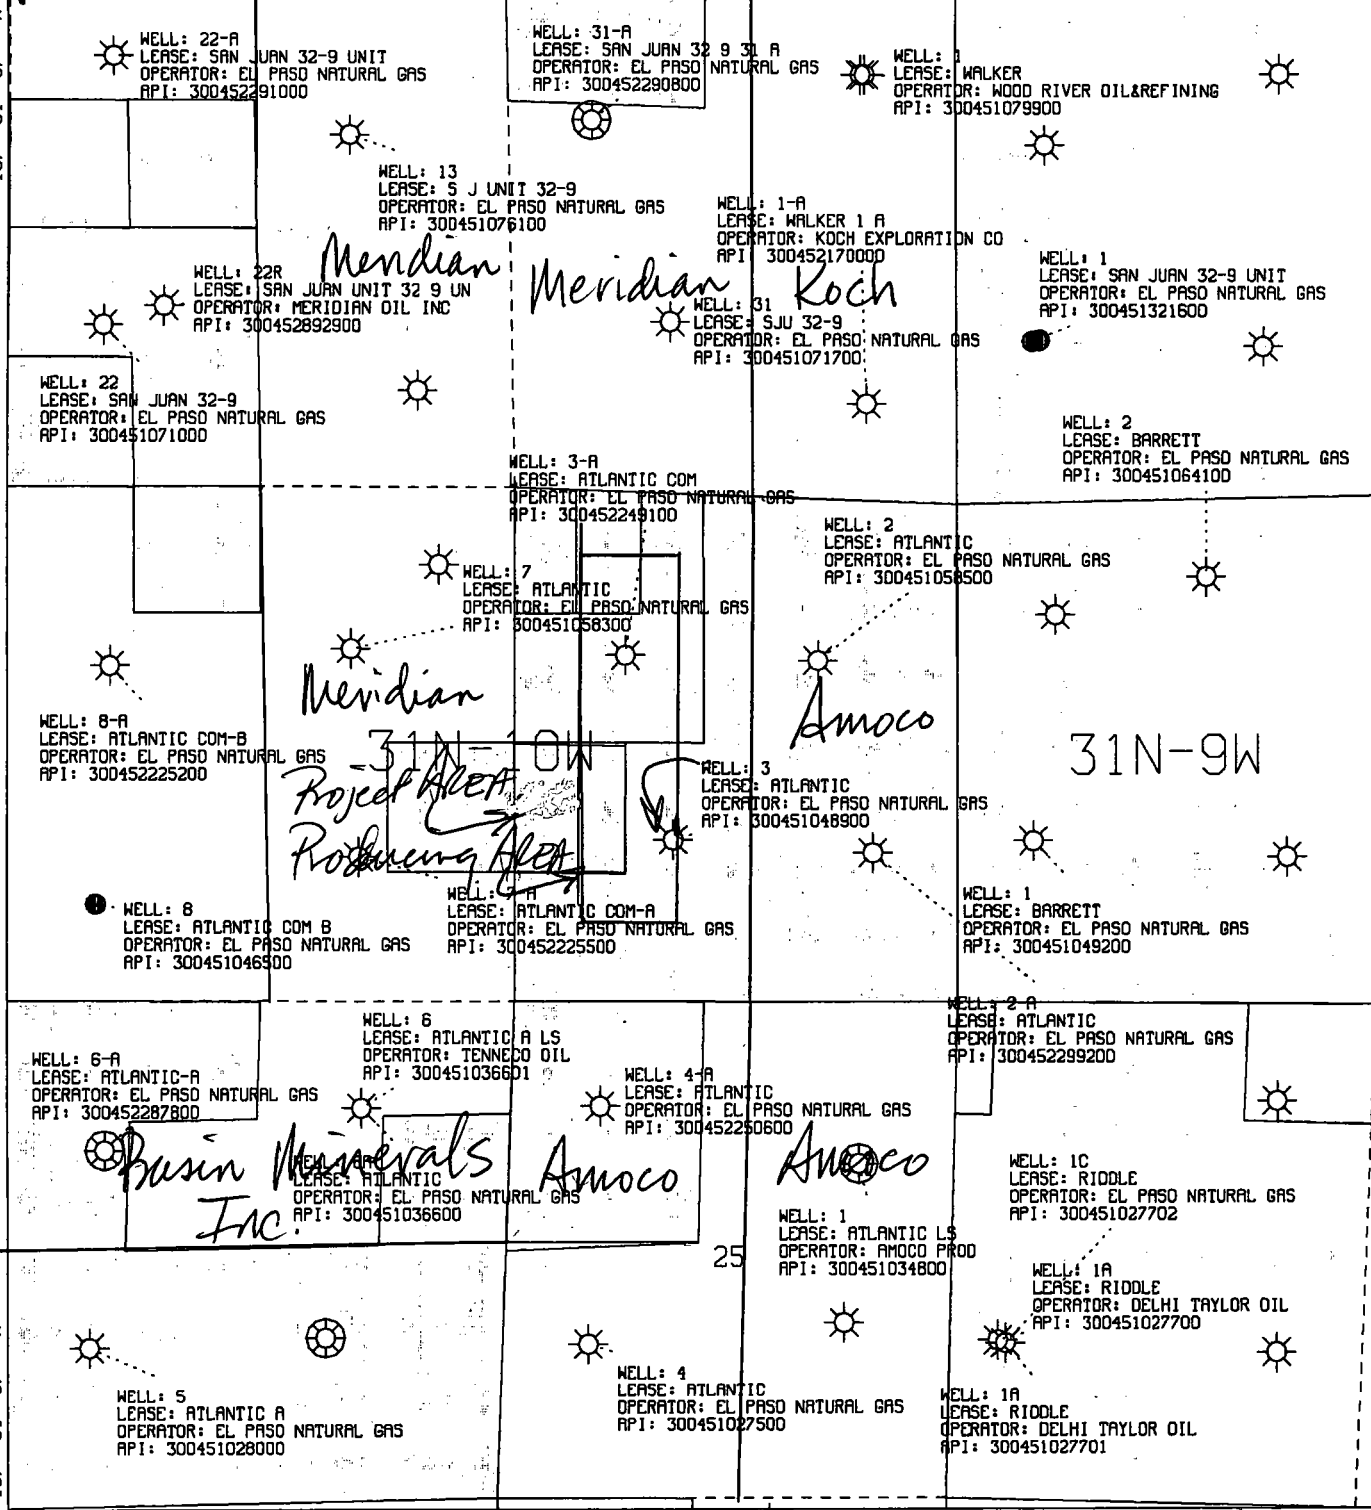 WELL: 22-A
LEASE: SAN JUAN 32-9 UNIT
OPERATOR: EL PASO NATURAL GAS
API: 300452291000
WELL: 31-A
LEASE: SAN JUAN 32 9 31 A
OPERATOR: EL PASO NATURAL GAS
API: 300452290800
WELL: 1
LEASE: WALKER
OPERATOR: WOOD RIVER OIL&REFINING
API: 300451079900
WELL: 13
LEASE: S J UNIT 32-9
OPERATOR: EL PASO NATURAL GAS
API: 300451076100
WELL: 1-A
LEASE: WALKER 1 A
OPERATOR: KOCH EXPLORATION CO
API 300452170000
Meridian
Meridian
Koch
WELL: 22R
LEASE: SAN JUAN UNIT 32 9 UN
OPERATOR: MERIDIAN OIL INC
API: 300452892900
WELL: 31
LEASE: SJU 32-9
OPERATOR: EL PASO NATURAL GAS
API: 300451071700
WELL: 1
LEASE: SAN JUAN 32-9 UNIT
OPERATOR: EL PASO NATURAL GAS
API: 300451321600
WELL: 22
LEASE: SAN JUAN 32-9
OPERATOR: EL PASO NATURAL GAS
API: 300451071000
WELL: 2
LEASE: BARRETT
OPERATOR: EL PASO NATURAL GAS
API: 300451064100
WELL: 3-A
LEASE: ATLANTIC COM
OPERATOR: EL PASO NATURAL GAS
API: 300452249100
WELL: 2
LEASE: ATLANTIC
OPERATOR: EL PASO NATURAL GAS
API: 300451058500
WELL: 7
LEASE: ATLANTIC
OPERATOR: EL PASO NATURAL GAS
API: 300451058300
Meridian
Amoco
WELL: 8-A
LEASE: ATLANTIC COM-B
OPERATOR: EL PASO NATURAL GAS
API: 300452225200
31N-10W
31N-9W
Project AREA
Producing AREA
WELL: 3
LEASE: ATLANTIC
OPERATOR: EL PASO NATURAL GAS
API: 300451048900
WELL: 7-A
LEASE: ATLANTIC COM-A
OPERATOR: EL PASO NATURAL GAS
API: 300452225500
WELL: 8
LEASE: ATLANTIC COM B
OPERATOR: EL PASO NATURAL GAS
API: 300451046500
WELL: 1
LEASE: BARRETT
OPERATOR: EL PASO NATURAL GAS
API: 300451049200
WELL: 2-A
LEASE: ATLANTIC
OPERATOR: EL PASO NATURAL GAS
API: 300452299200
WELL: 6-A
LEASE: ATLANTIC-A
OPERATOR: EL PASO NATURAL GAS
API: 300452287800
WELL: 6
LEASE: ATLANTIC A LS
OPERATOR: TENNECO OIL
API: 300451036601
WELL: 4-A
LEASE: ATLANTIC
OPERATOR: EL PASO NATURAL GAS
API: 300452250600
Basin Minerals
Inc.
Amoco
Amoco
LEASE: ATLANTIC
OPERATOR: EL PASO NATURAL GAS
API: 300451036600
WELL: 1C
LEASE: RIDDLE
OPERATOR: EL PASO NATURAL GAS
API: 300451027702
WELL: 1
LEASE: ATLANTIC LS
OPERATOR: AMOCO PROD
API: 300451034800
25
WELL: 1A
LEASE: RIDDLE
OPERATOR: DELHI TAYLOR OIL
API: 300451027700
WELL: 5
LEASE: ATLANTIC A
OPERATOR: EL PASO NATURAL GAS
API: 300451028000
WELL: 4
LEASE: ATLANTIC
OPERATOR: EL PASO NATURAL GAS
API: 300451027500
WELL: 1A
LEASE: RIDDLE
OPERATOR: DELHI TAYLOR OIL
API: 300451027701